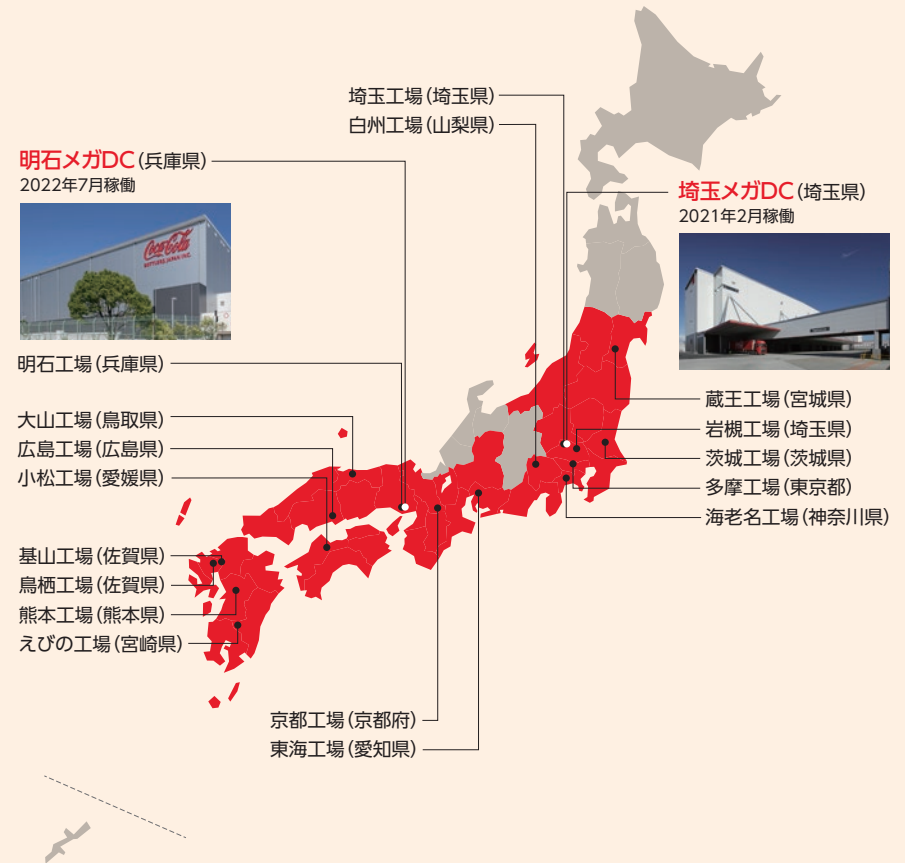 埼玉工場(埼玉県)
白州工場(山梨県)
明石メガDC(兵庫県)
2022年7月稼働
Coca-Cola
BOTTLERS JAPAN INC.
埼玉メガDC(埼玉県)
2021年2月稼働
明石工場(兵庫県)
大山工場(鳥取県)
広島工場(広島県)
小松工場(愛媛県)
蔵王工場(宮城県)
岩槻工場(埼玉県)
茨城工場(茨城県)
多摩工場(東京都)
海老名工場(神奈川県)
基山工場(佐賀県)
鳥栖工場(佐賀県)
熊本工場(熊本県)
えびの工場(宮崎県)
京都工場(京都府)
東海工場(愛知県)